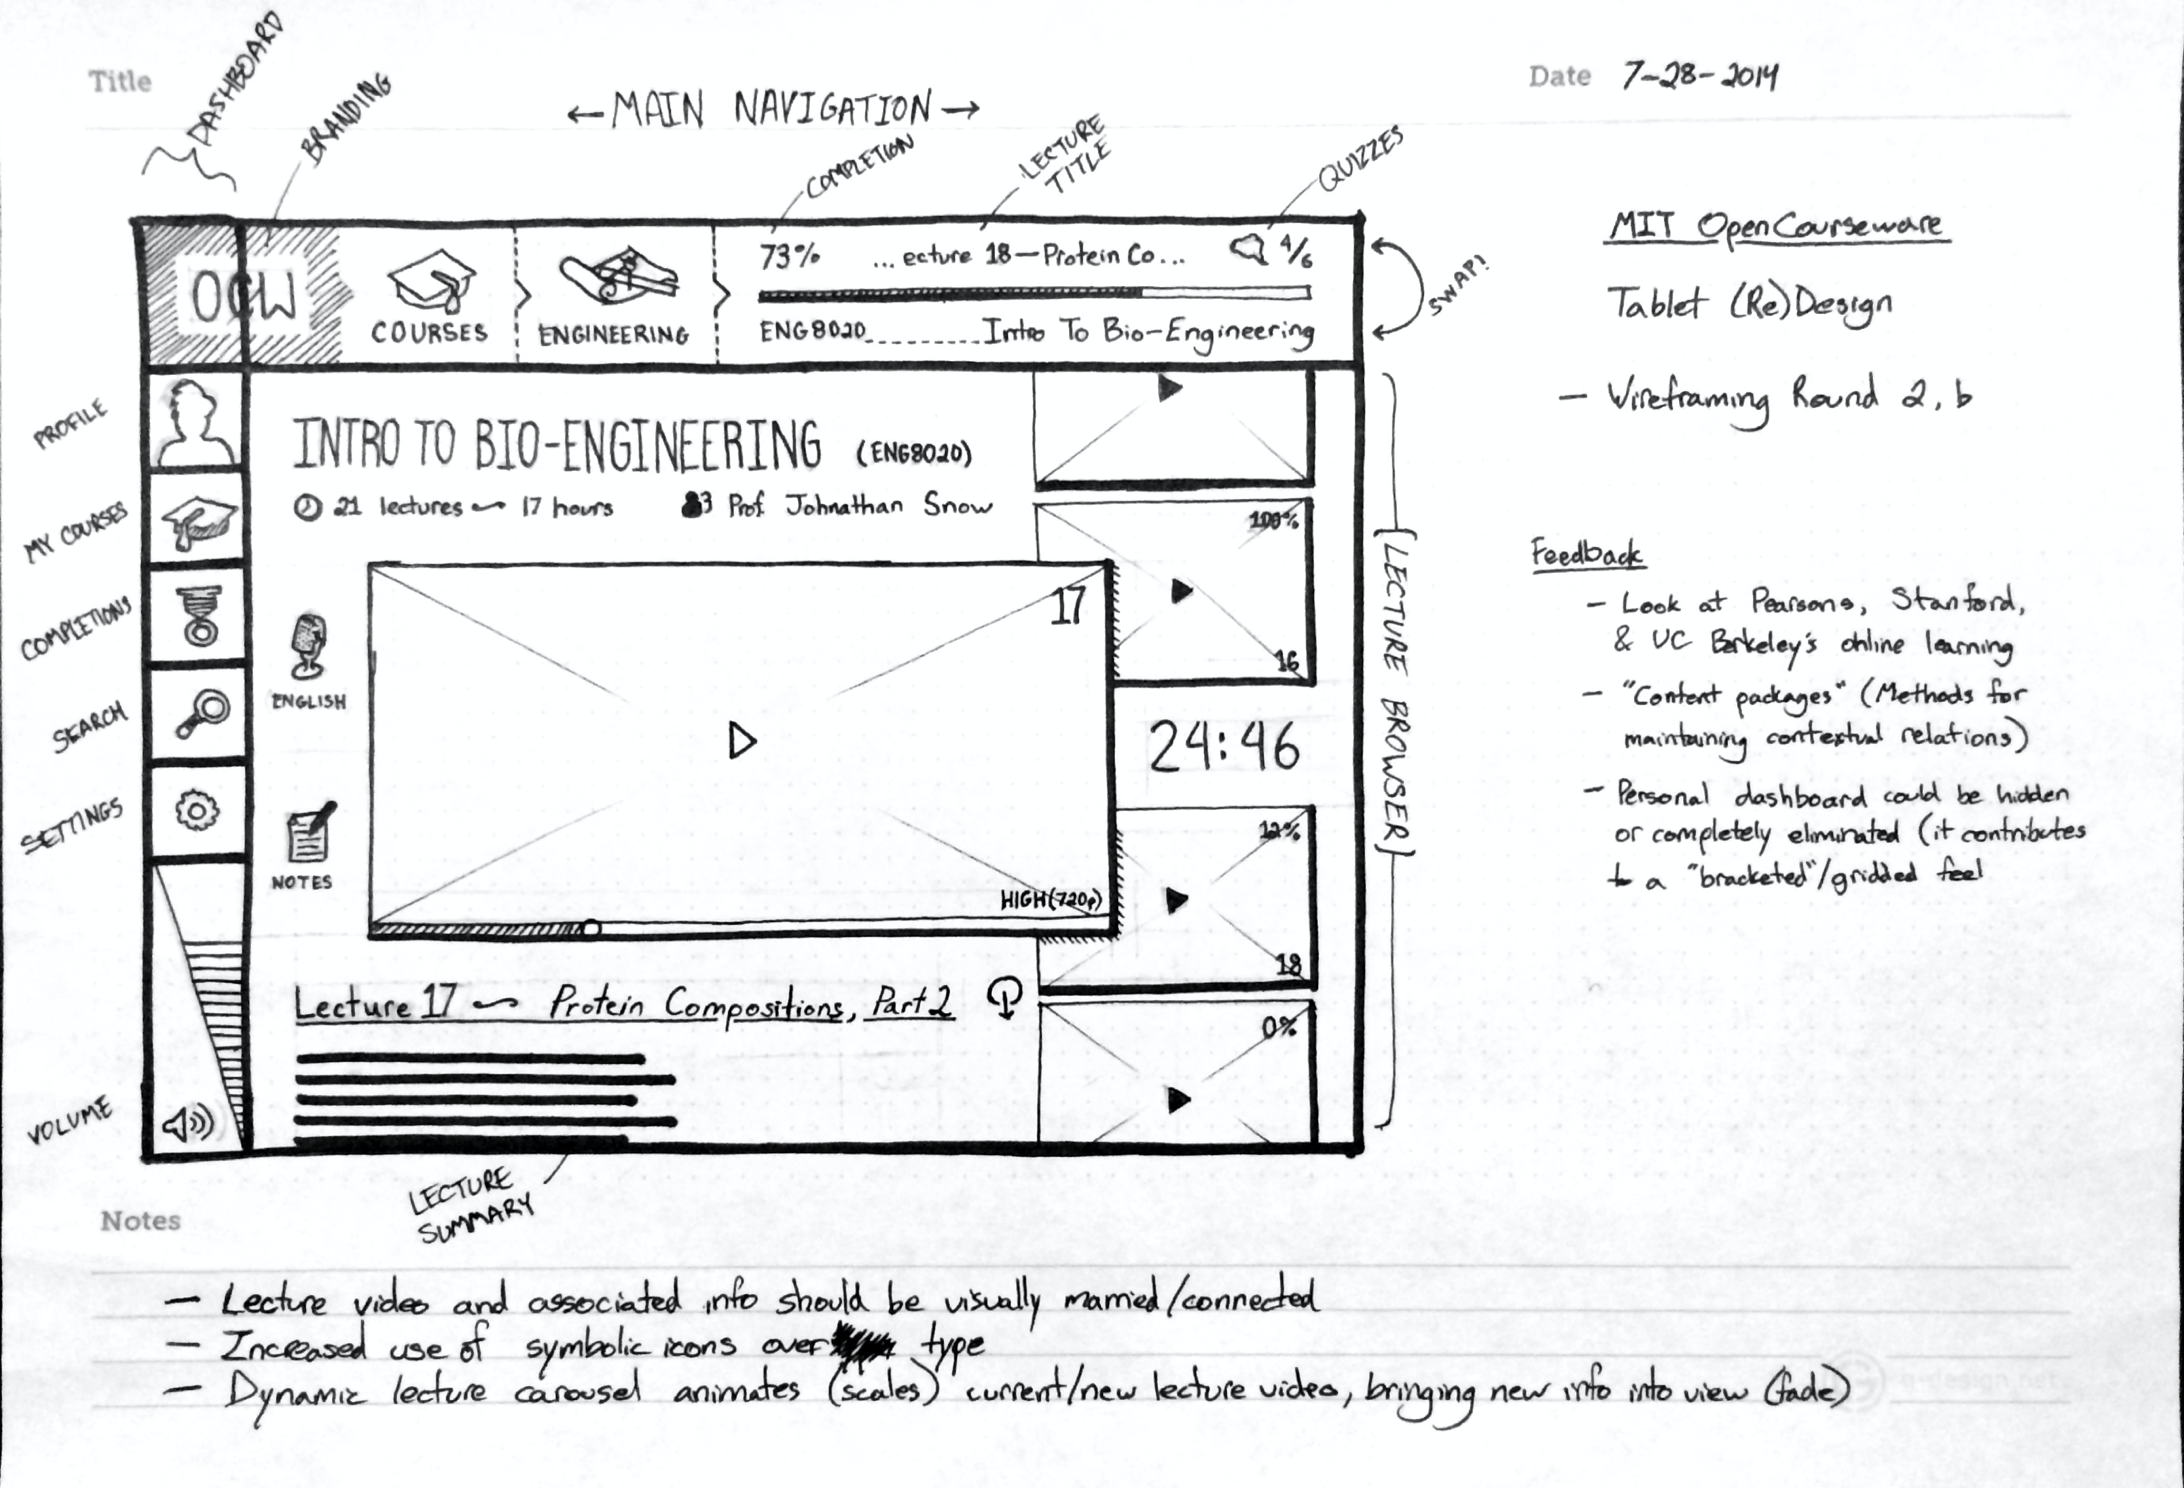 Title
Date 7-28-2014
DASHBOARD
BRANDING
← MAIN NAVIGATION →
COMPLETION
LECTURE
TITLE
QUIZZES
OCW
COURSES
ENGINEERING
73%
...ecture 18—Protein Co...
4/6
ENG8020.........Intro To Bio-Engineering
SWAP!
PROFILE
MY COURSES
COMPLETIONS
SEARCH
SETTINGS
VOLUME
INTRO TO BIO-ENGINEERING (ENG8020)
21 lectures ~ 17 hours
Prof. Johnathan Snow
ENGLISH
NOTES
17
HIGH (720p)
100%
16
24:46
12%
18
0%
[LECTURE BROWSER]
Lecture 17 ~ Protein Compositions, Part 2
LECTURE
SUMMARY
MIT OpenCourseware
Tablet (Re)Design
— Wireframing Round 2, b
Feedback
— Look at Pearsons, Stanford,
& UC Berkeley's online learning
— "Content packages" (Methods for
maintaining contextual relations)
— Personal dashboard could be hidden
or completely eliminated (it contributes
to a "bracketed"/gridded feel
Notes
— Lecture video and associated info should be visually married/connected
— Increased use of symbolic icons over type
— Dynamic lecture carousel animates (scales) current/new lecture video, bringing new info into view (fade)